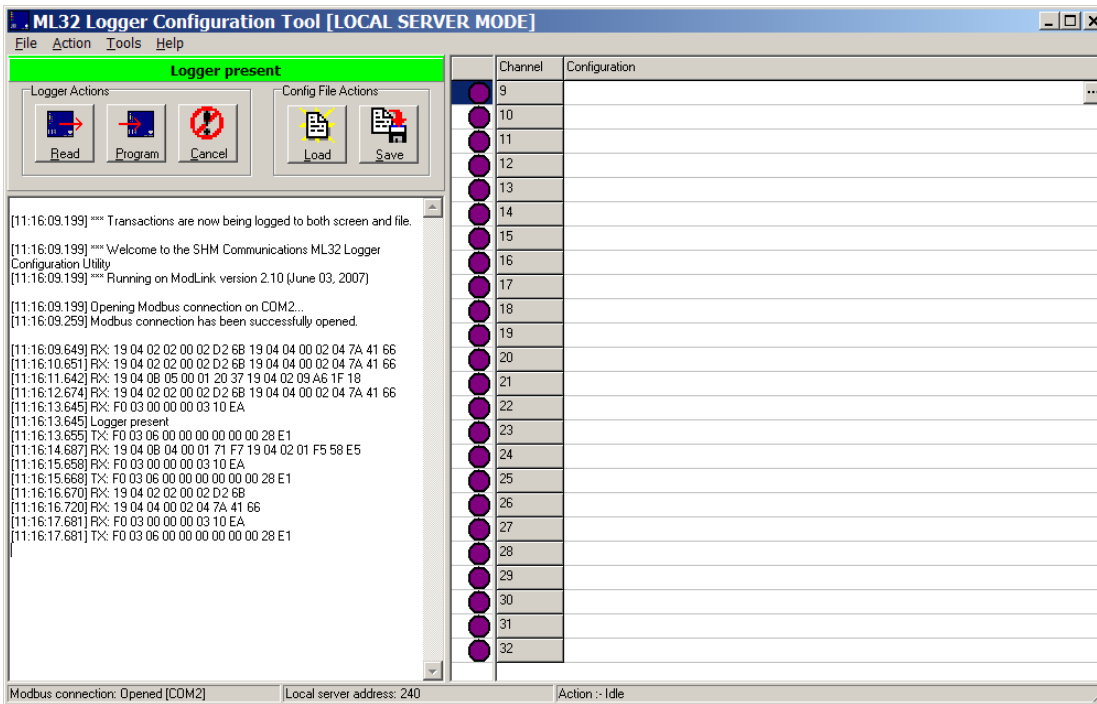 ML32 Logger Configuration Tool [LOCAL SERVER MODE]
File Action Tools Help
Logger present
Logger Actions
Config File Actions
Read Program Cancel
Load Save
[11:16:09.199] *** Transactions are now being logged to both screen and file.
[11:16:09.199] *** Welcome to the SHM Communications ML32 Logger
Configuration Utility
[11:16:09.199] *** Running on ModLink version 2.10 (June 03, 2007)
[11:16:09.199] Opening Modbus connection on COM2...
[11:16:09.259] Modbus connection has been successfully opened.
[11:16:09.649] RX: 19 04 02 02 00 02 D2 6B 19 04 04 00 02 04 7A 41 66
[11:16:10.651] RX: 19 04 02 02 00 02 D2 6B 19 04 04 00 02 04 7A 41 66
[11:16:11.642] RX: 19 04 0B 05 00 01 20 37 19 04 02 09 A6 1F 18
[11:16:12.674] RX: 19 04 02 02 00 02 D2 6B 19 04 04 00 02 04 7A 41 66
[11:16:13.645] RX: F0 03 00 00 00 03 10 EA
[11:16:13.645] Logger present
[11:16:13.655] TX: F0 03 06 00 00 00 00 00 00 28 E1
[11:16:14.687] RX: 19 04 0B 04 00 01 71 F7 19 04 02 01 F5 58 E5
[11:16:15.658] RX: F0 03 00 00 00 03 10 EA
[11:16:15.668] TX: F0 03 06 00 00 00 00 00 00 28 E1
[11:16:16.670] RX: 19 04 02 02 00 02 D2 6B
[11:16:16.720] RX: 19 04 04 00 02 04 7A 41 66
[11:16:17.681] RX: F0 03 00 00 00 03 10 EA
[11:16:17.681] TX: F0 03 06 00 00 00 00 00 00 28 E1
Channel Configuration
9 ...
10
11
12
13
14
15
16
17
18
19
20
21
22
23
24
25
26
27
28
29
30
31
32
Modbus connection: Opened [COM2]
Local server address: 240
Action :- Idle